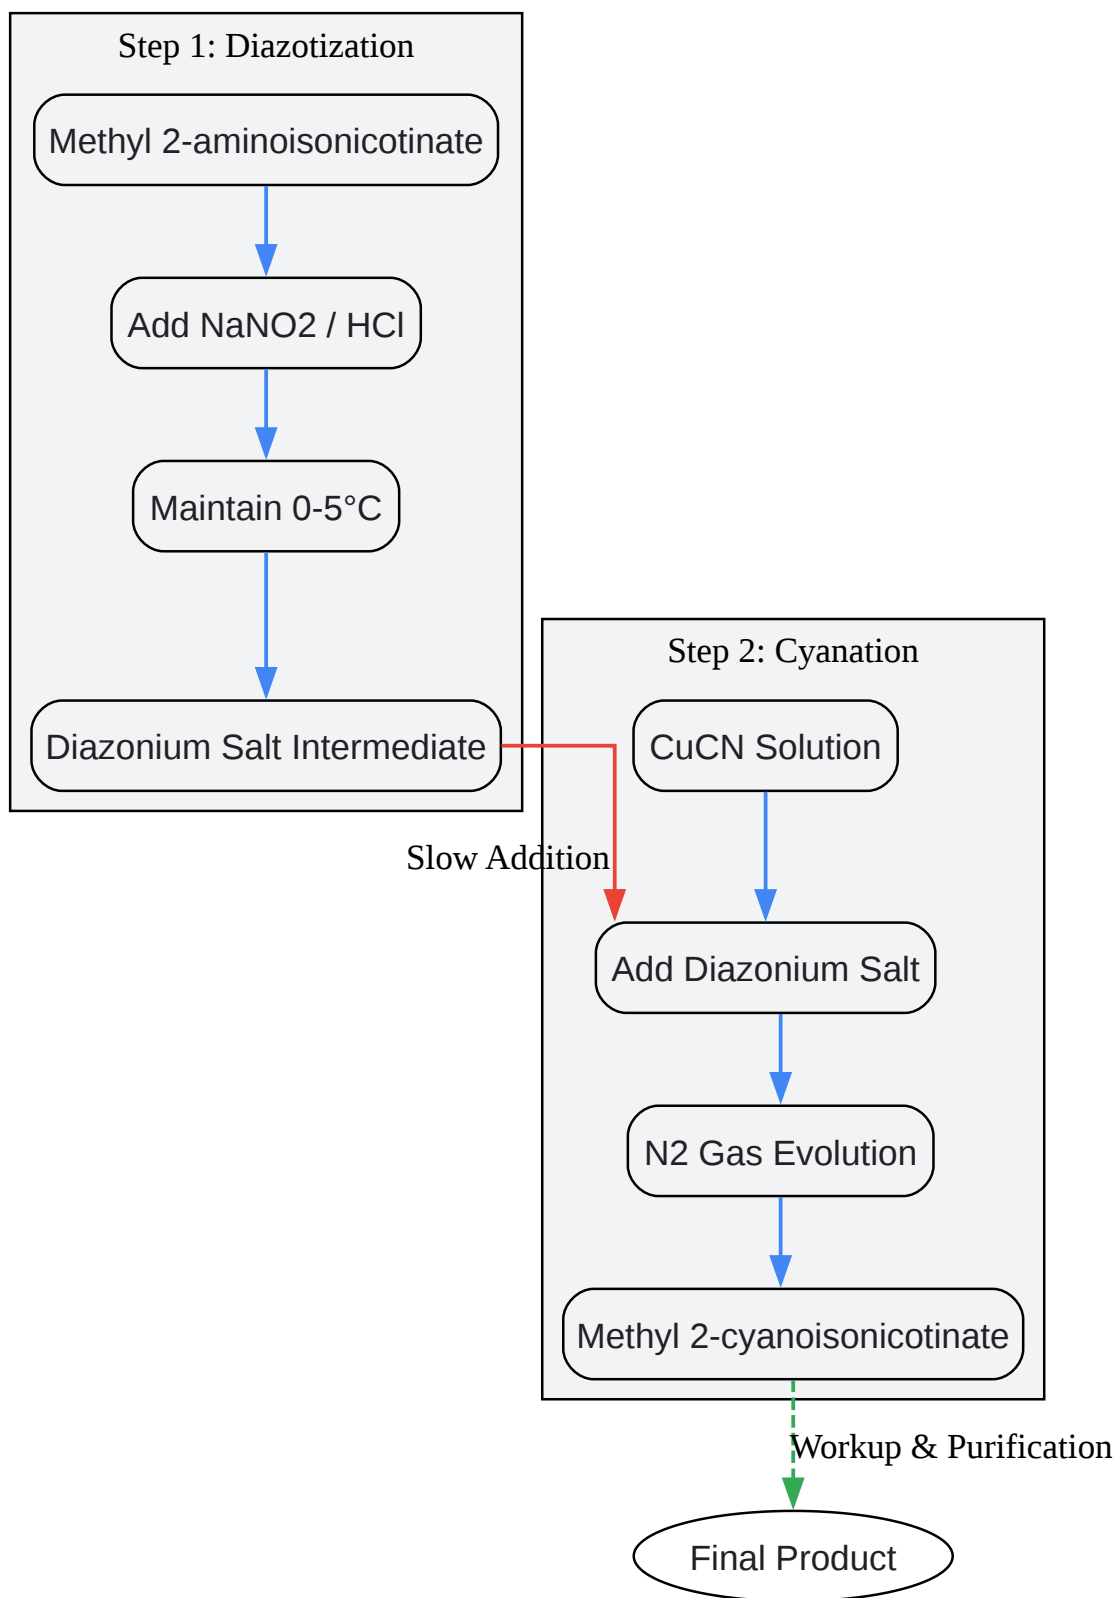 Step 1: Diazotization
Methyl 2-aminoisonicotinate
Add NaNO2 / HCl
Maintain 0-5°C
Diazonium Salt Intermediate
Slow Addition
Step 2: Cyanation
CuCN Solution
Add Diazonium Salt
N2 Gas Evolution
Methyl 2-cyanoisonicotinate
Workup & Purification
Final Product